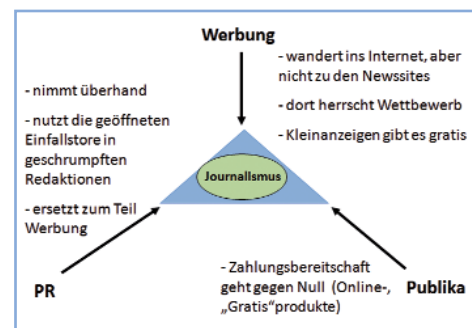 Werbung
- wandert ins Internet, aber
nicht zu den Newssites
- dort herrscht Wettbewerb
- Kleinanzeigen gibt es gratis
- nimmt überhand
- nutzt die geöffneten
Einfallstore in
geschrumpften
Redaktionen
- ersetzt zum Teil
Werbung
Journalismus
PR
- Zahlungsbereitschaft
geht gegen Null (Online-,
„Gratis“produkte)
Publika